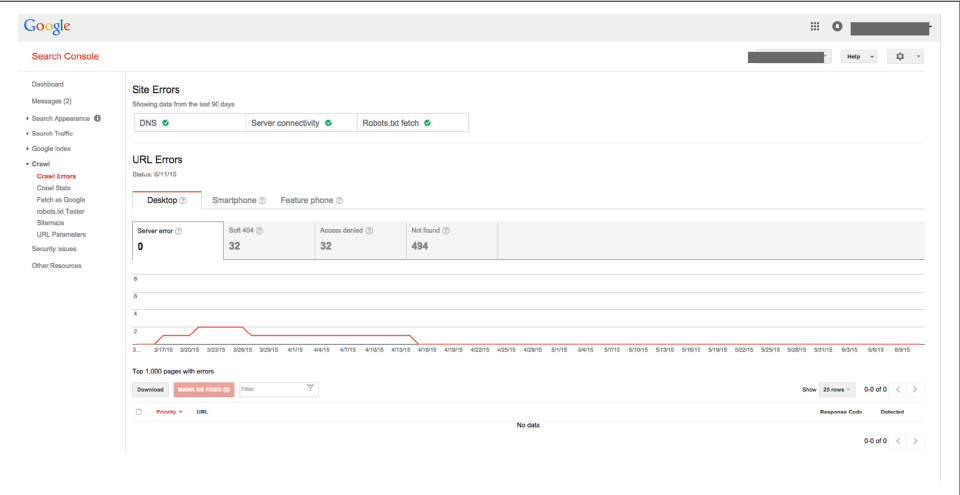 Google
Search Console
Help
Dashboard
Messages (2)
Search Appearance
Search Traffic
Google Index
Crawl
Crawl Errors
Crawl Stats
Fetch as Google
robots.txt Tester
Sitemaps
URL Parameters
Security Issues
Other Resources
Site Errors
Showing data from the last 90 days
DNS Server connectivity Robots.txt fetch
URL Errors
Status: 6/11/15
Desktop Smartphone Feature phone
Server error Soft 404 Access denied Not found
0 32 32 494
8
6
4
2
3... 3/17/15 3/20/15 3/23/15 3/26/15 3/29/15 4/1/15 4/4/15 4/7/15 4/10/15 4/13/15 4/16/15 4/19/15 4/22/15 4/25/15 4/28/15 5/1/15 5/4/15 5/7/15 5/10/15 5/13/15 5/16/15 5/19/15 5/22/15 5/25/15 5/28/15 5/31/15 6/3/15 6/6/15 6/9/15
Top 1,000 pages with errors
Download MARK AS FIXED (0) Filter Show 25 rows 0-0 of 0
Priority URL Response Code Detected
No data
0-0 of 0